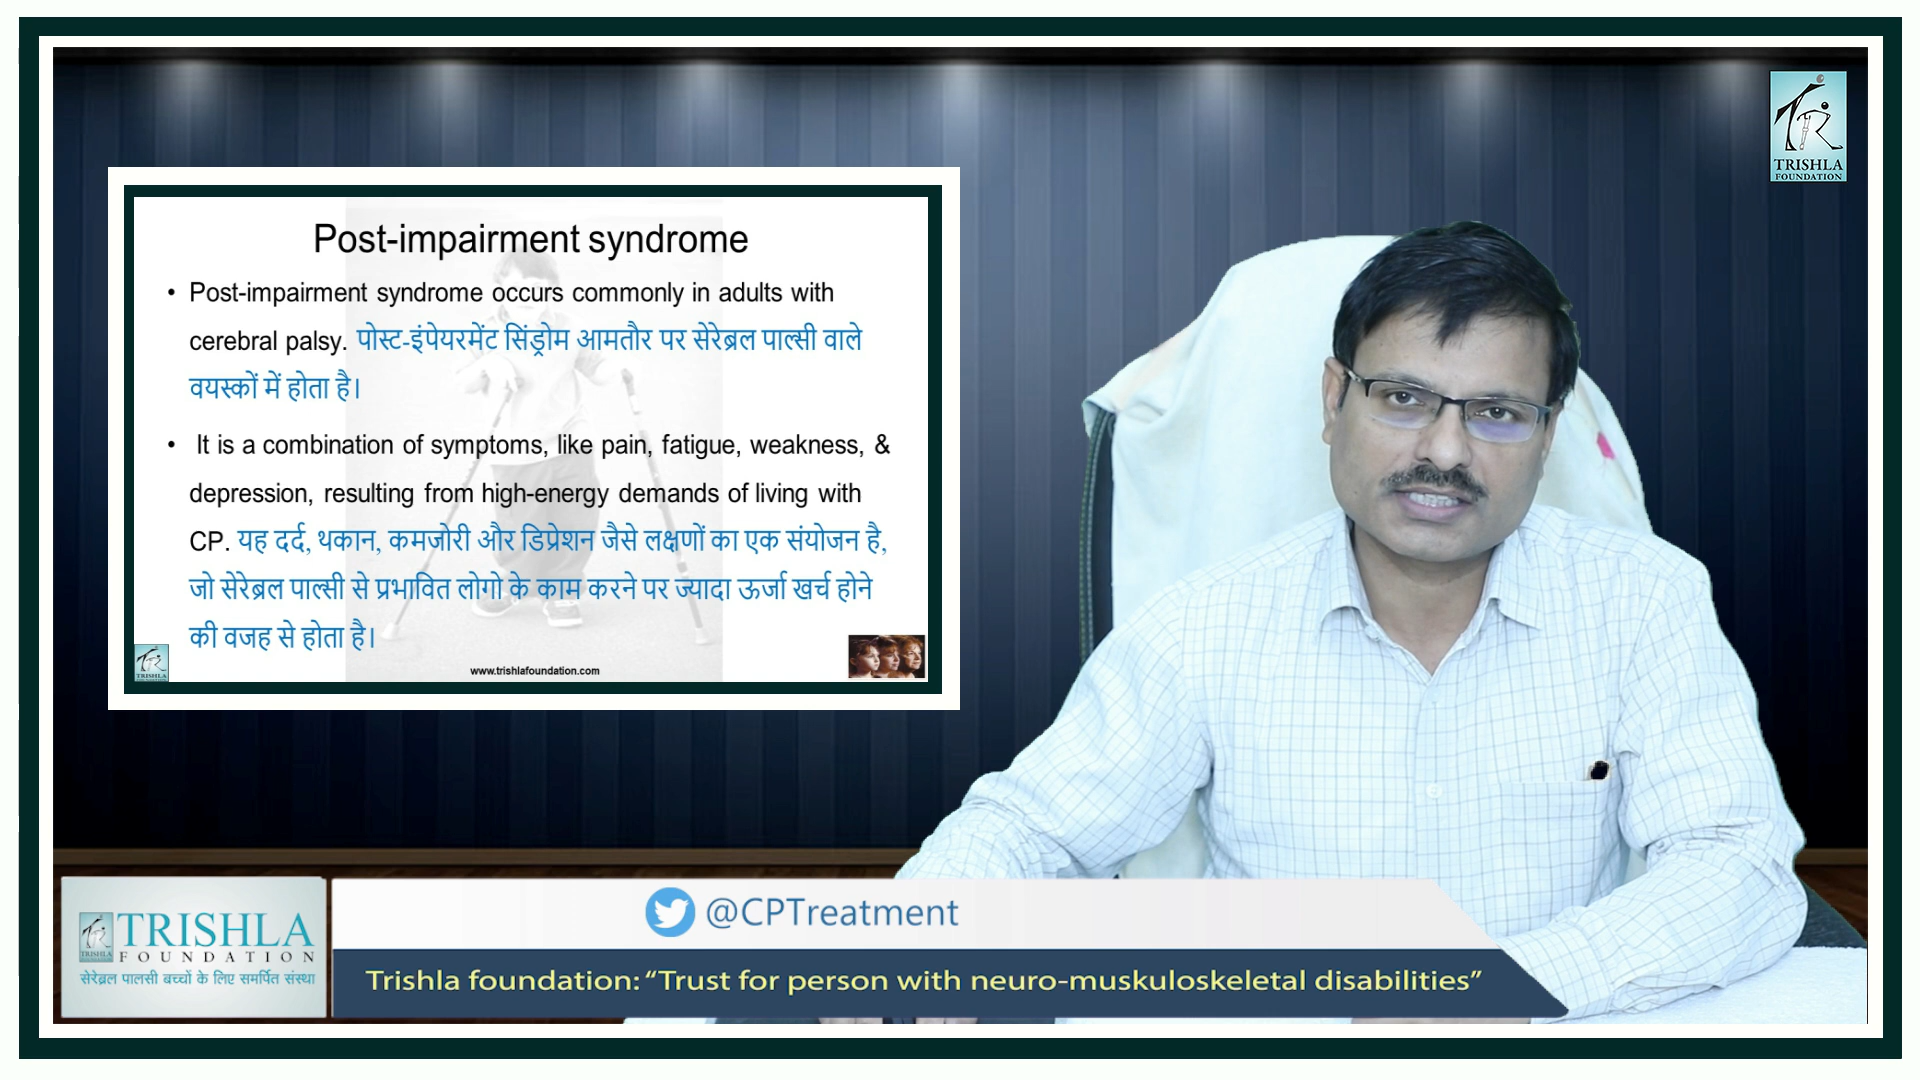 TRISHLA
FOUNDATION
Post-impairment syndrome
• Post-impairment syndrome occurs commonly in adults with
cerebral palsy. पोस्ट-इंपेयरमेंट सिंड्रोम आमतौर पर सेरेब्रल पाल्सी वाले
वयस्कों में होता है।
• It is a combination of symptoms, like pain, fatigue, weakness, &
depression, resulting from high-energy demands of living with
CP. यह दर्द, थकान, कमजोरी और डिप्रेशन जैसे लक्षणों का एक संयोजन है,
जो सेरेब्रल पाल्सी से प्रभावित लोगो के काम करने पर ज्यादा ऊर्जा खर्च होने
की वजह से होता है।
TRISHLA
www.trishlafoundation.com
@CPTreatment
TRISHLA
TRISHLA
FOUNDATION
सेरेब्रल पालसी बच्चों के लिए समर्पित संस्था
Trishla foundation: “Trust for person with neuro-muskuloskeletal disabilities”